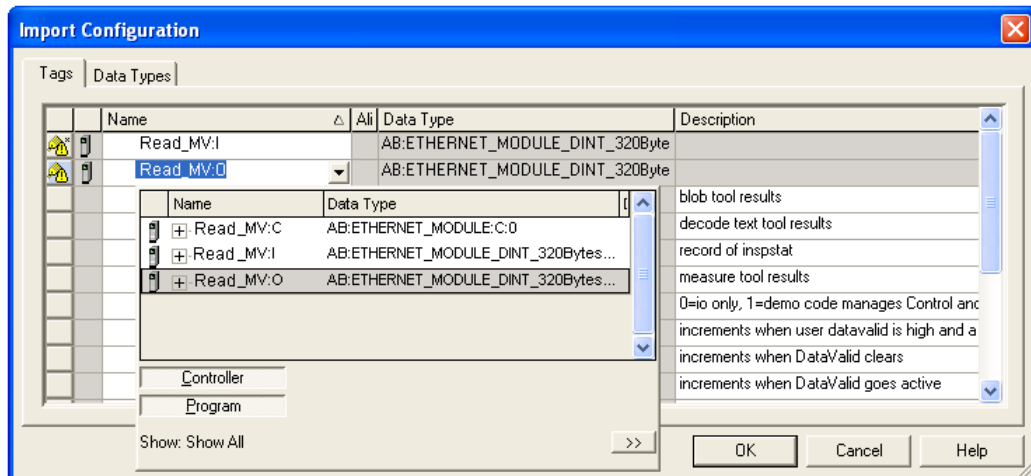 Import Configuration
Tags Data Types
Name Ali Data Type Description
Read_MV:I AB:ETHERNET_MODULE_DINT_320Byte
Read_MV:O AB:ETHERNET_MODULE_DINT_320Byte
blob tool results
Name Data Type
Read_MV:C AB:ETHERNET_MODULE:C:0 decode text tool results
Read_MV:I AB:ETHERNET_MODULE_DINT_320Bytes... record of inspstat
Read_MV:O AB:ETHERNET_MODULE_DINT_320Bytes... measure tool results
0=io only, 1=demo code manages Control and
increments when user datavalid is high and a
increments when DataValid clears
Controller increments when DataValid goes active
Program
Show: Show All >>
OK Cancel Help